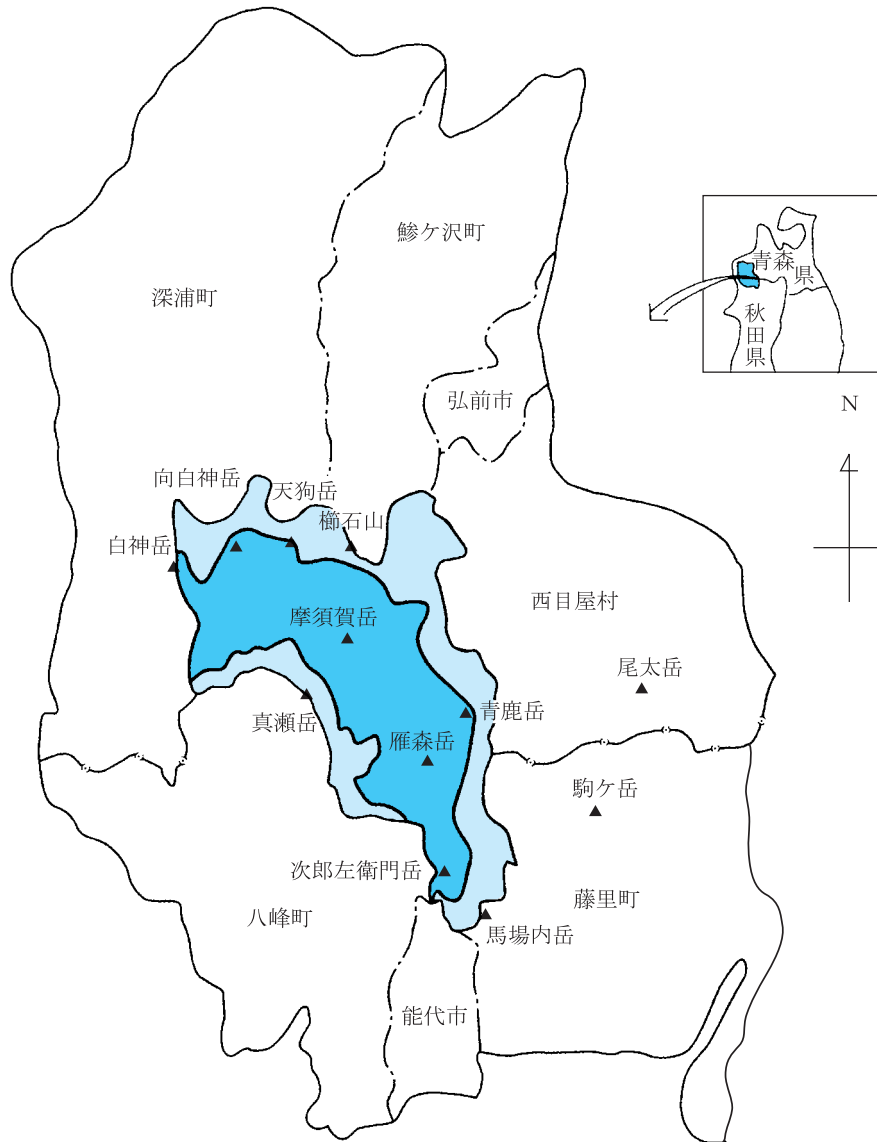 鰺ケ沢町
深浦町
弘前市
青森
県
秋
田
県
N
向白神岳
天狗岳
櫛石山
白神岳
摩須賀岳
西目屋村
尾太岳
真瀬岳
青鹿岳
雁森岳
駒ケ岳
次郎左衛門岳
藤里町
八峰町
馬場内岳
能代市